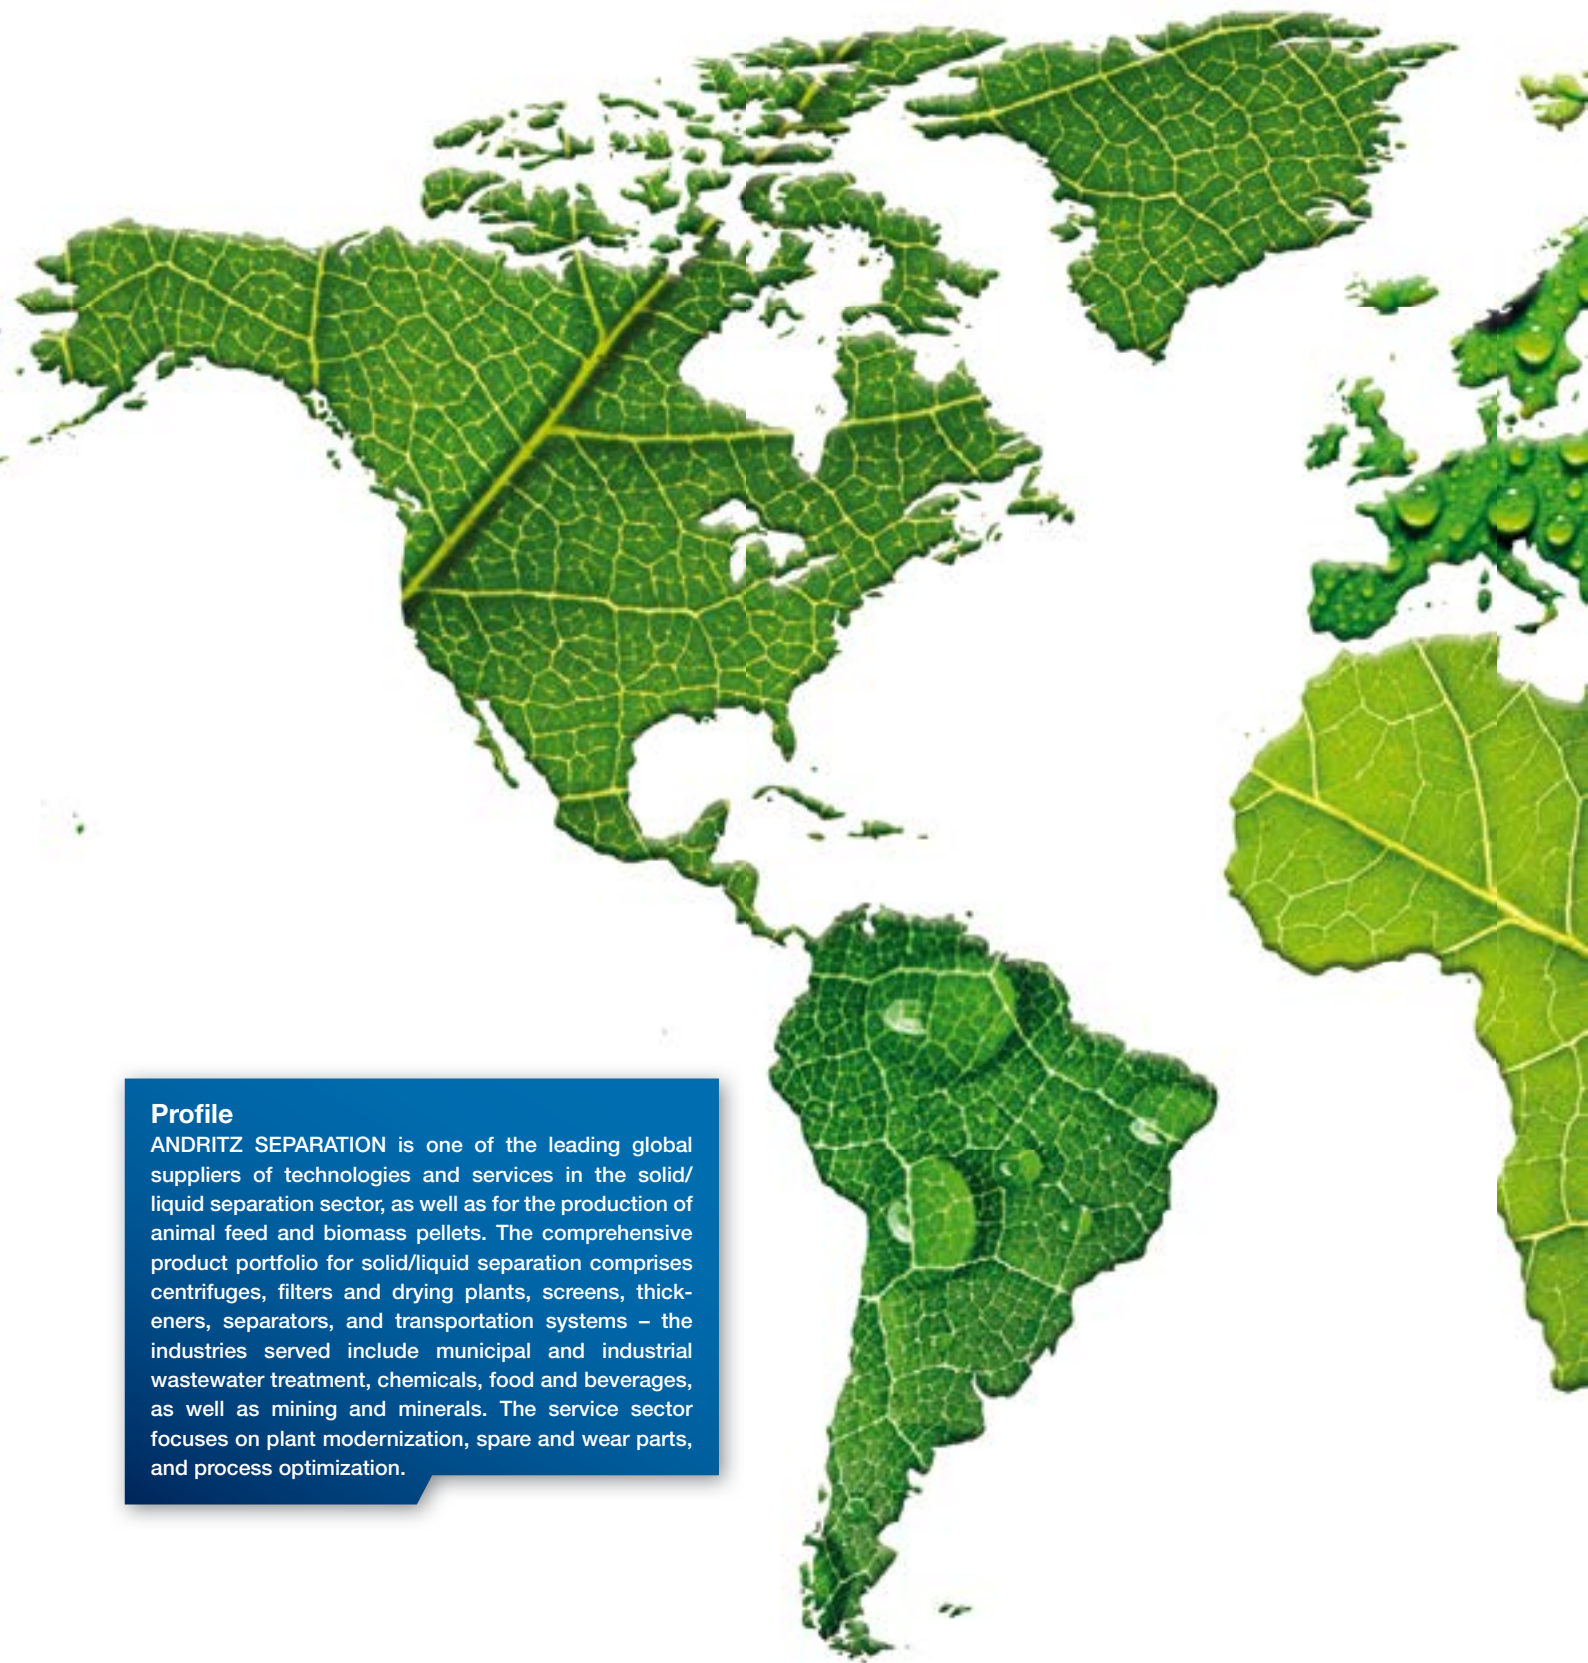 Profile
ANDRITZ SEPARATION is one of the leading global
suppliers of technologies and services in the solid/
liquid separation sector, as well as for the production of
animal feed and biomass pellets. The comprehensive
product portfolio for solid/liquid separation comprises
centrifuges, filters and drying plants, screens, thick-
eners, separators, and transportation systems – the
industries served include municipal and industrial
wastewater treatment, chemicals, food and beverages,
as well as mining and minerals. The service sector
focuses on plant modernization, spare and wear parts,
and process optimization.